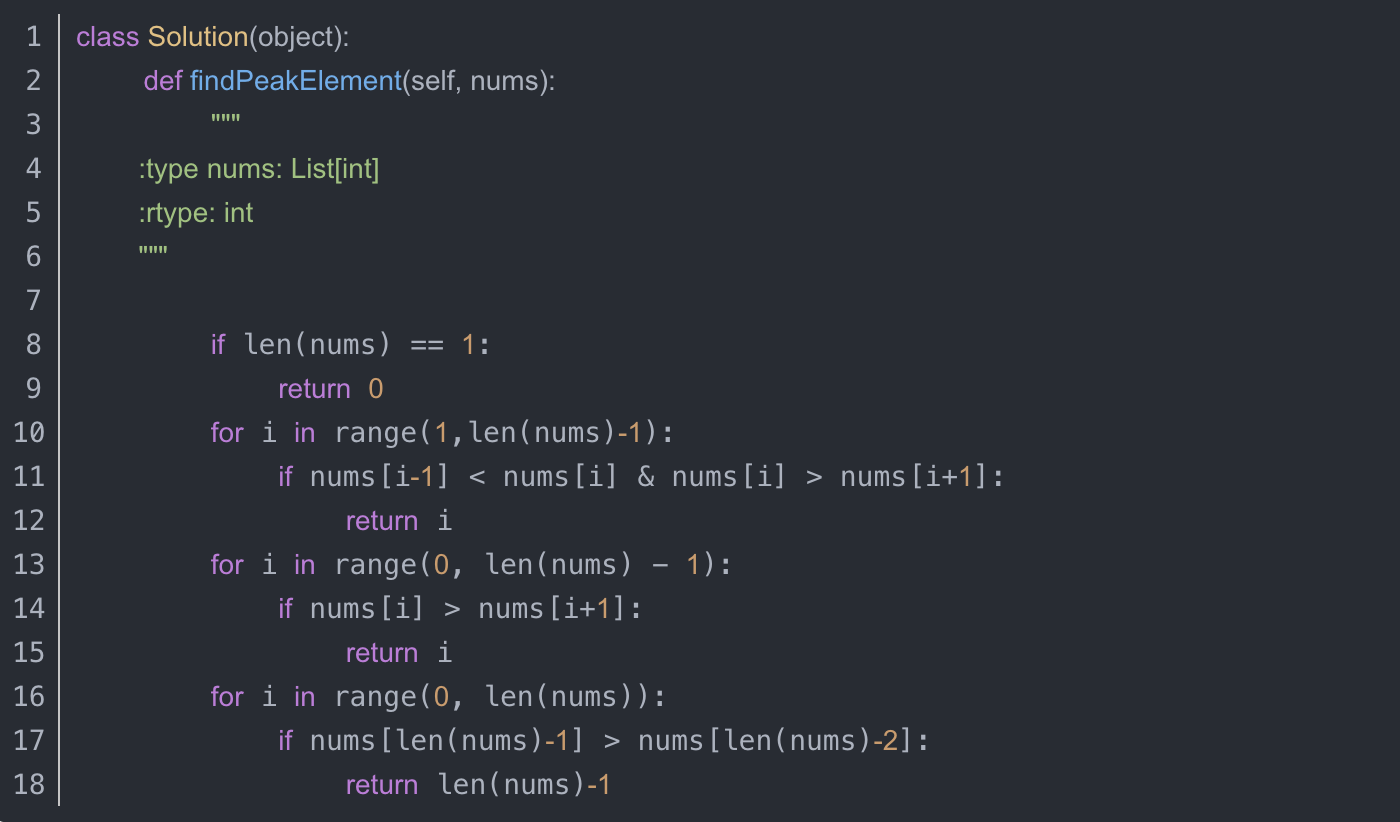 1 class Solution(object):
2 def findPeakElement(self, nums):
3 """
4 :type nums: List[int]
5 :rtype: int
6 """
7
8 if len(nums) == 1:
9 return 0
10 for i in range(1,len(nums)-1):
11 if nums[i-1] < nums[i] & nums[i] > nums[i+1]:
12 return i
13 for i in range(0, len(nums) - 1):
14 if nums[i] > nums[i+1]:
15 return i
16 for i in range(0, len(nums)):
17 if nums[len(nums)-1] > nums[len(nums)-2]:
18 return len(nums)-1